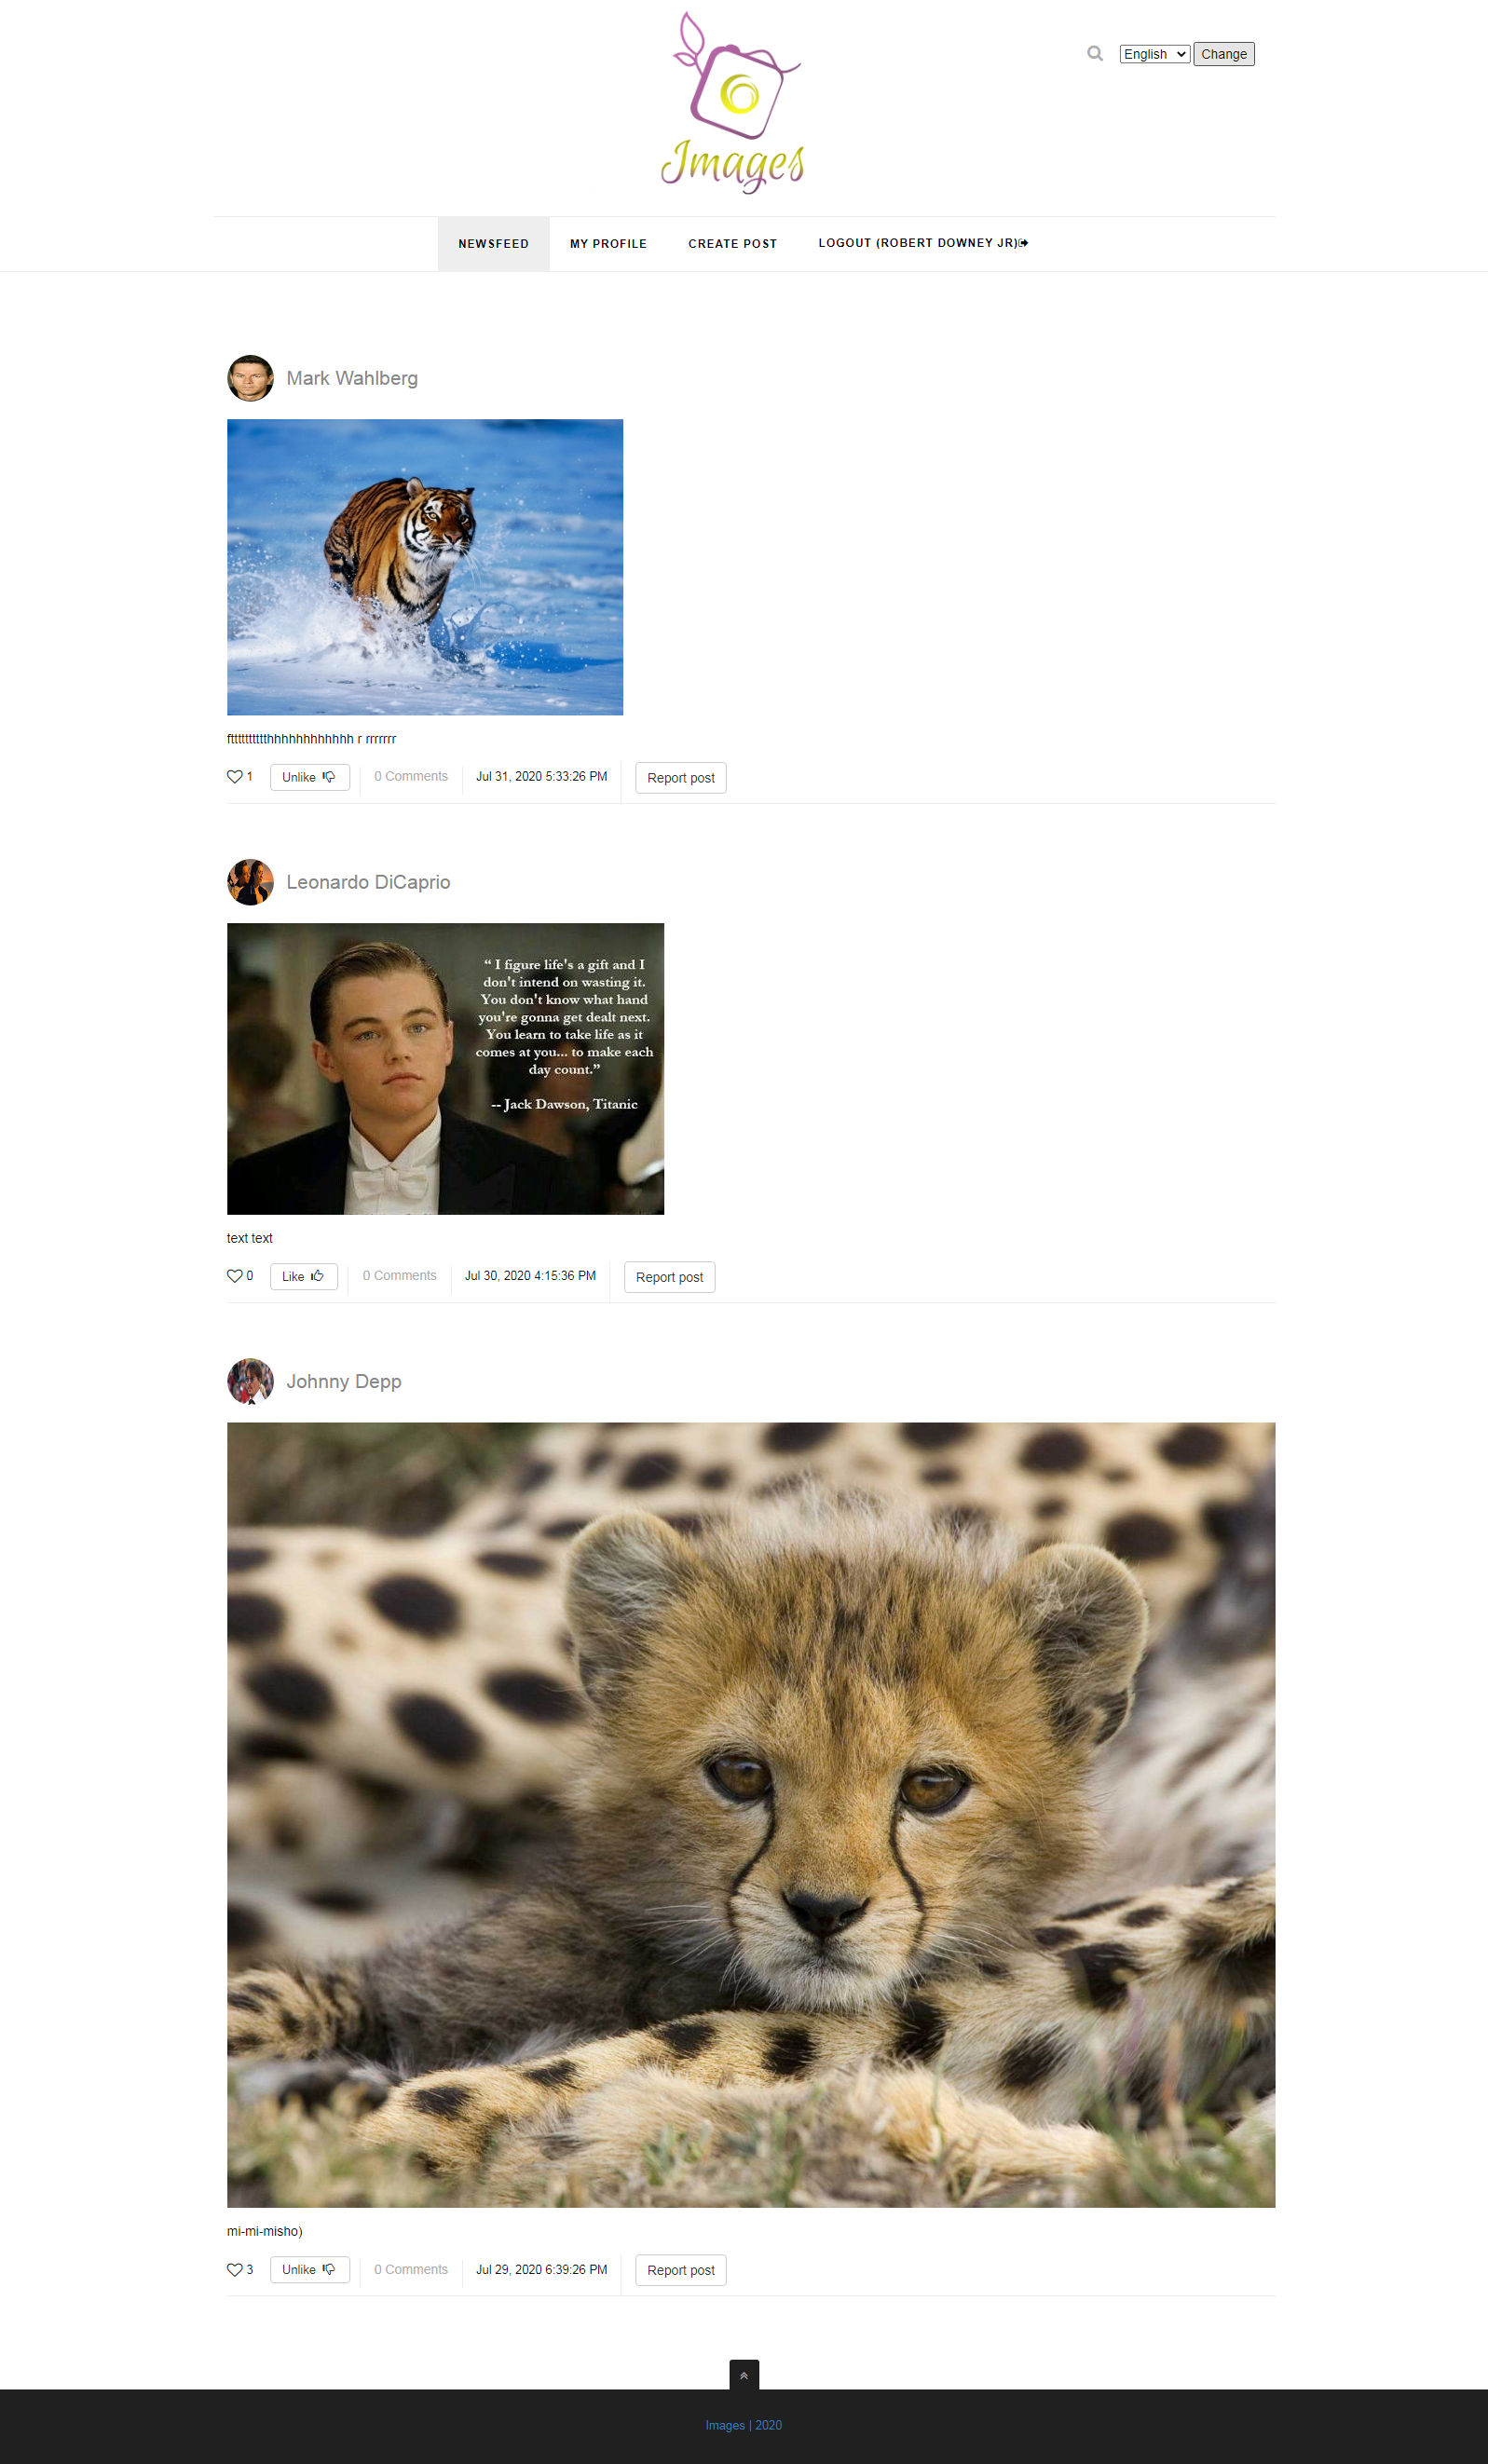 Images
English Change
NEWSFEED MY PROFILE CREATE POST LOGOUT (ROBERT DOWNEY JR)
Mark Wahlberg
fttttttttttthhhhhhhhhhhh r rrrrrrr
1 Unlike 0 Comments Jul 31, 2020 5:33:26 PM Report post
Leonardo DiCaprio
“ I figure life's a gift and I
don't intend on wasting it.
You don't know what hand
you're gonna get dealt next.
You learn to take life as it
comes at you... to make each
day count.”
-- Jack Dawson, Titanic
text text
0 Like 0 Comments Jul 30, 2020 4:15:36 PM Report post
Johnny Depp
mi-mi-misho)
3 Unlike 0 Comments Jul 29, 2020 6:39:26 PM Report post
Images | 2020